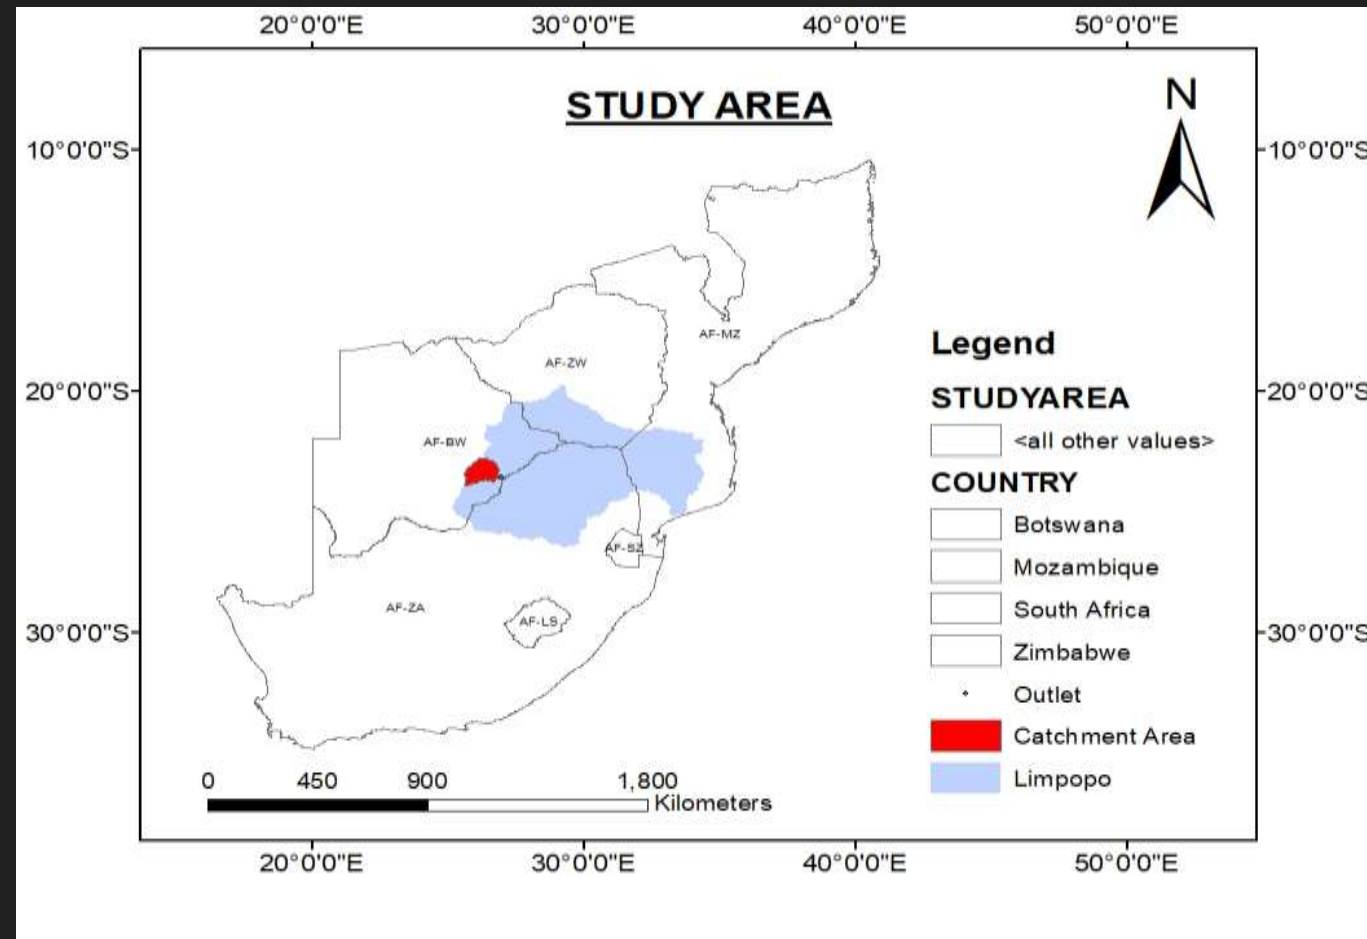 20°0'0"E 30°0'0"E 40°0'0"E 50°0'0"E
STUDY AREA
N
10°0'0"S 10°0'0"S
AF-MZ
AF-ZW
Legend
20°0'0"S 20°0'0"S
STUDYAREA
<all other values>
AF-BW
COUNTRY
Botswana
AF-SZ
Mozambique
AF-ZA
South Africa
AF-LS
30°0'0"S 30°0'0"S
Zimbabwe
Outlet
Catchment Area
Limpopo
0 450 900 1,800
Kilometers
20°0'0"E 30°0'0"E 40°0'0"E 50°0'0"E